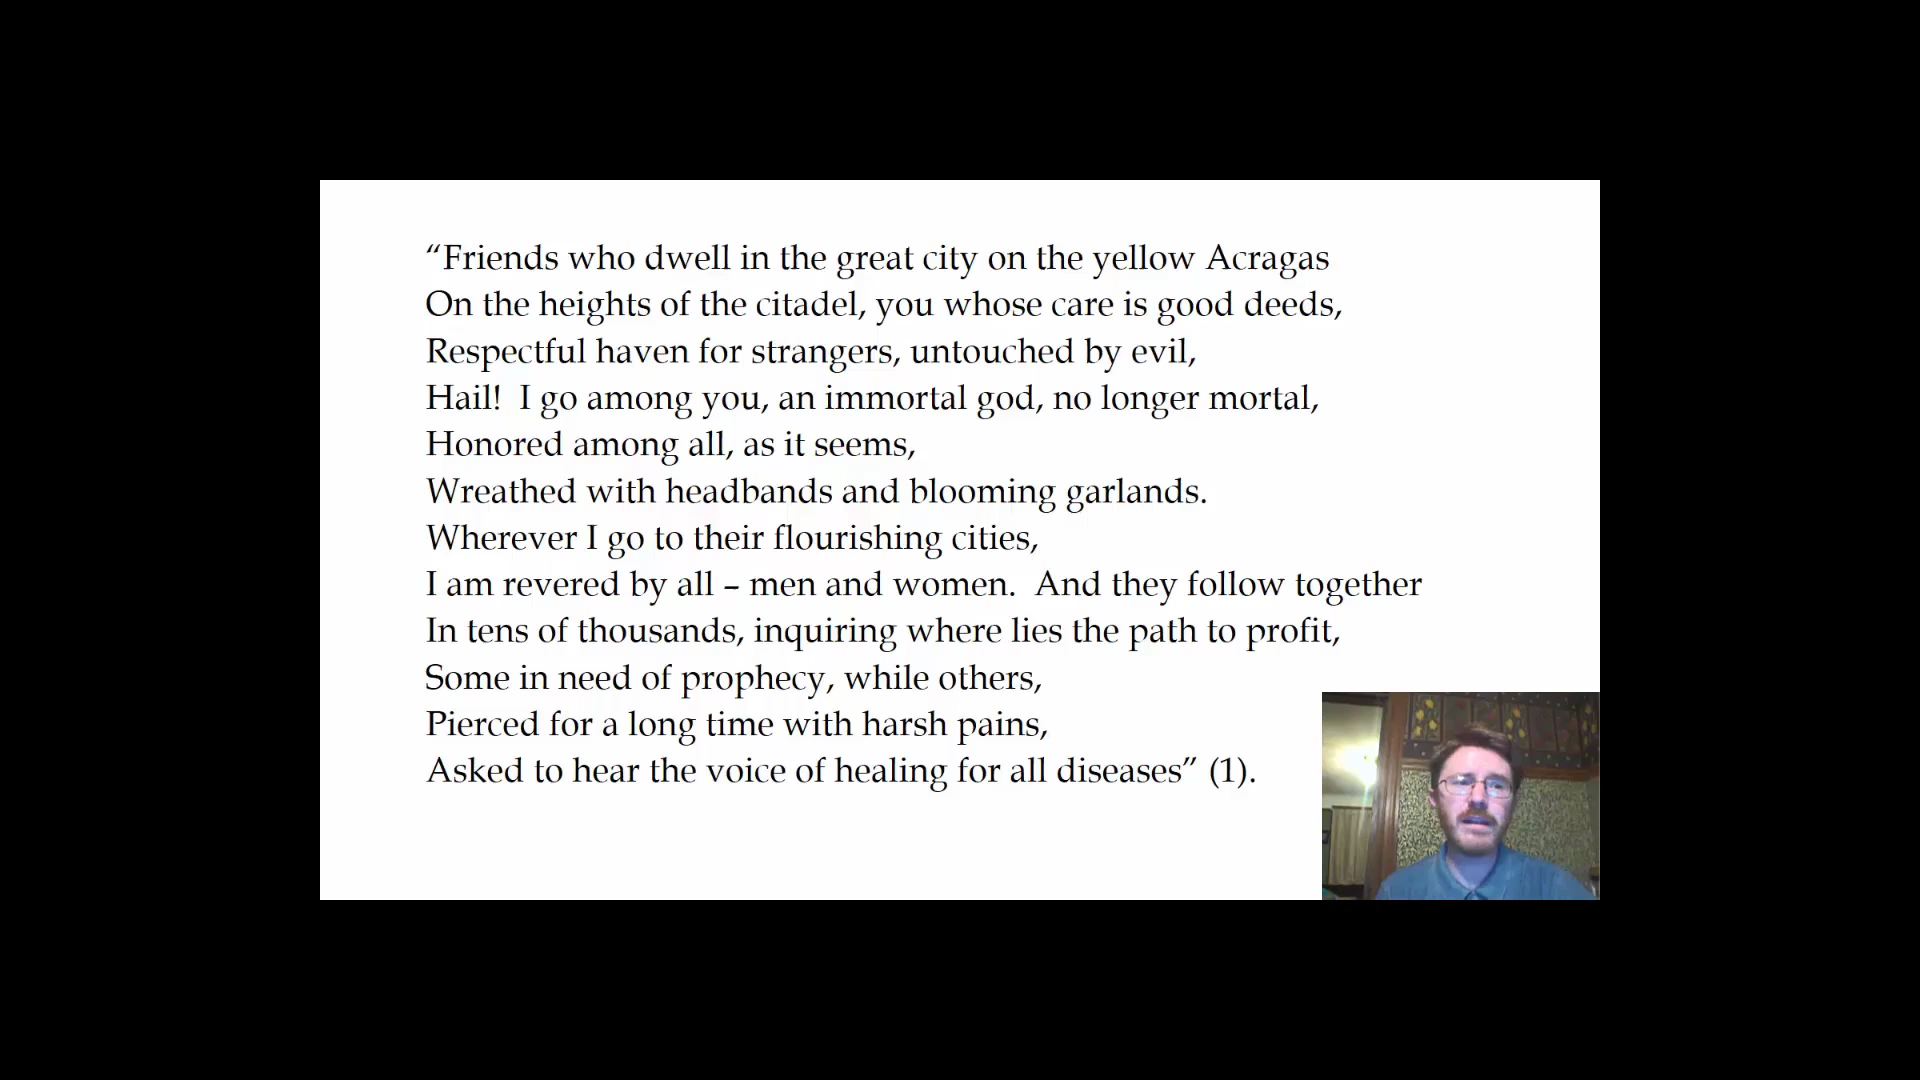 “Friends who dwell in the great city on the yellow Acragas
On the heights of the citadel, you whose care is good deeds,
Respectful haven for strangers, untouched by evil,
Hail!  I go among you, an immortal god, no longer mortal,
Honored among all, as it seems,
Wreathed with headbands and blooming garlands.
Wherever I go to their flourishing cities,
I am revered by all – men and women.  And they follow together
In tens of thousands, inquiring where lies the path to profit,
Some in need of prophecy, while others,
Pierced for a long time with harsh pains,
Asked to hear the voice of healing for all diseases” (1).